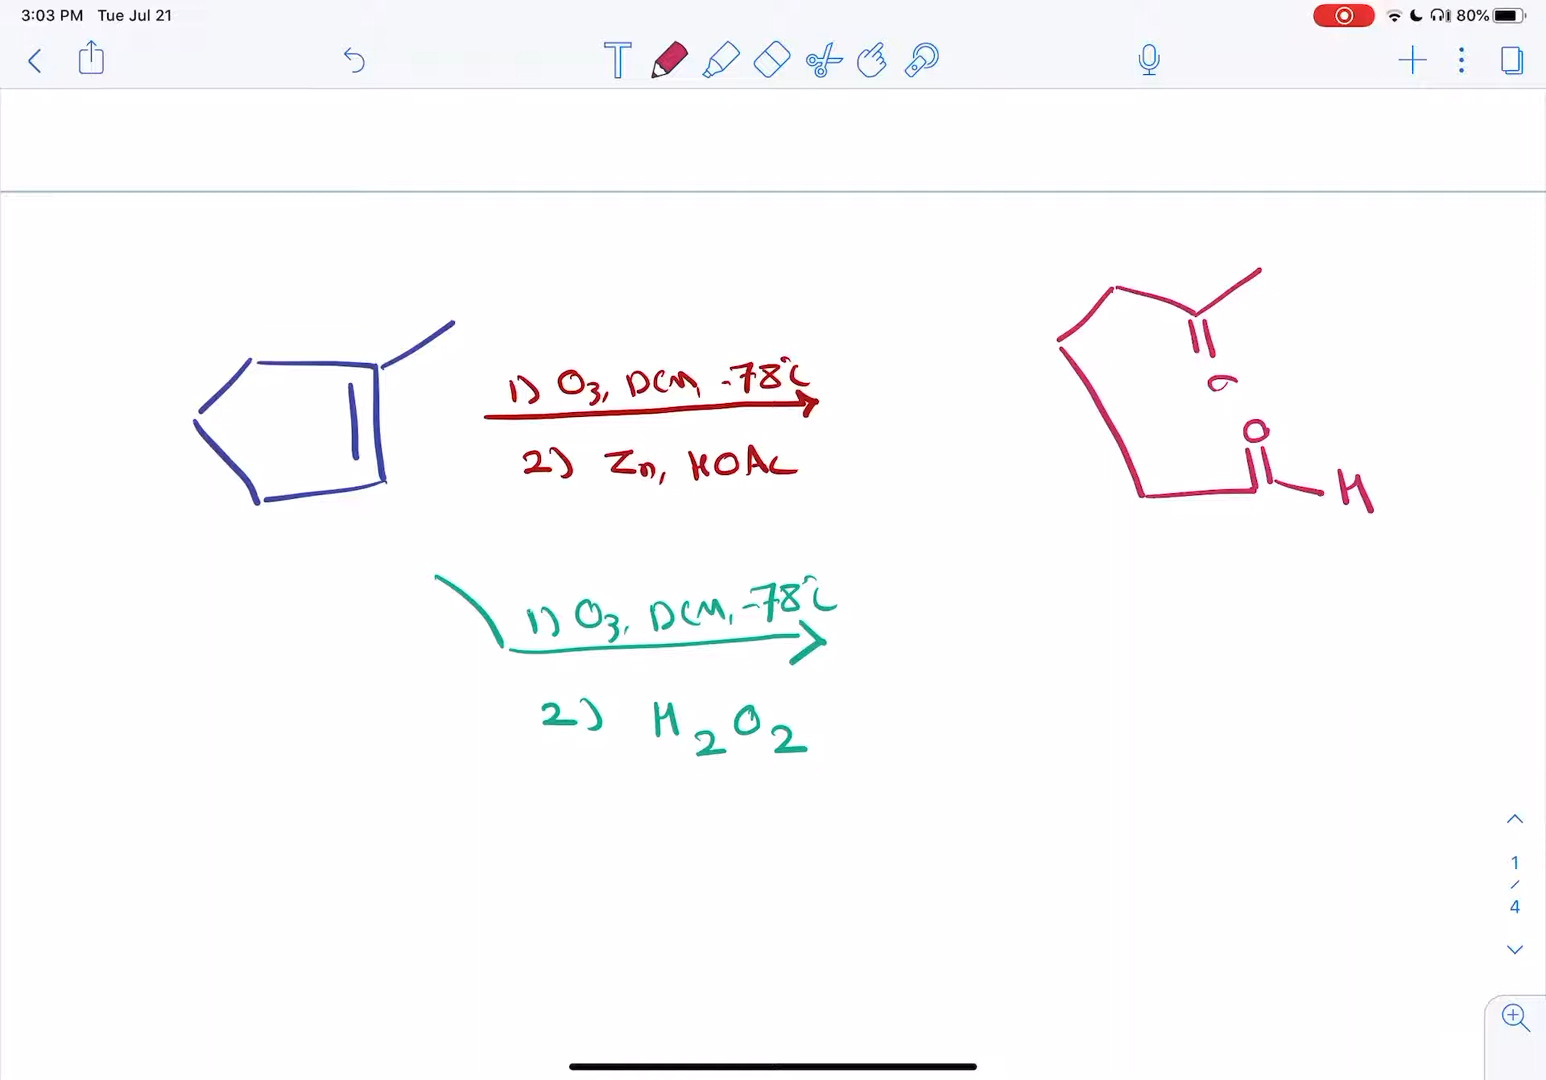 3:03 PM Tue Jul 21
80%
T
1) O3, DCM, -78°C
2) Zn, HOAc
O
O
H
1) O3, DCM, -78°C
2) H2O2
1
/
4